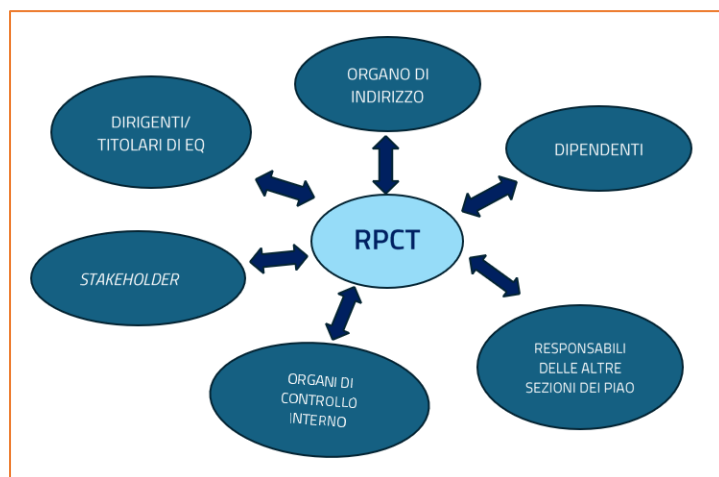 ORGANO DI
INDIRIZZO
DIRIGENTI/
TITOLARI DI EQ
DIPENDENTI
RPCT
STAKEHOLDER
RESPONSABILI
DELLE ALTRE
SEZIONI DEI PIAO
ORGANI DI
CONTROLLO
INTERNO